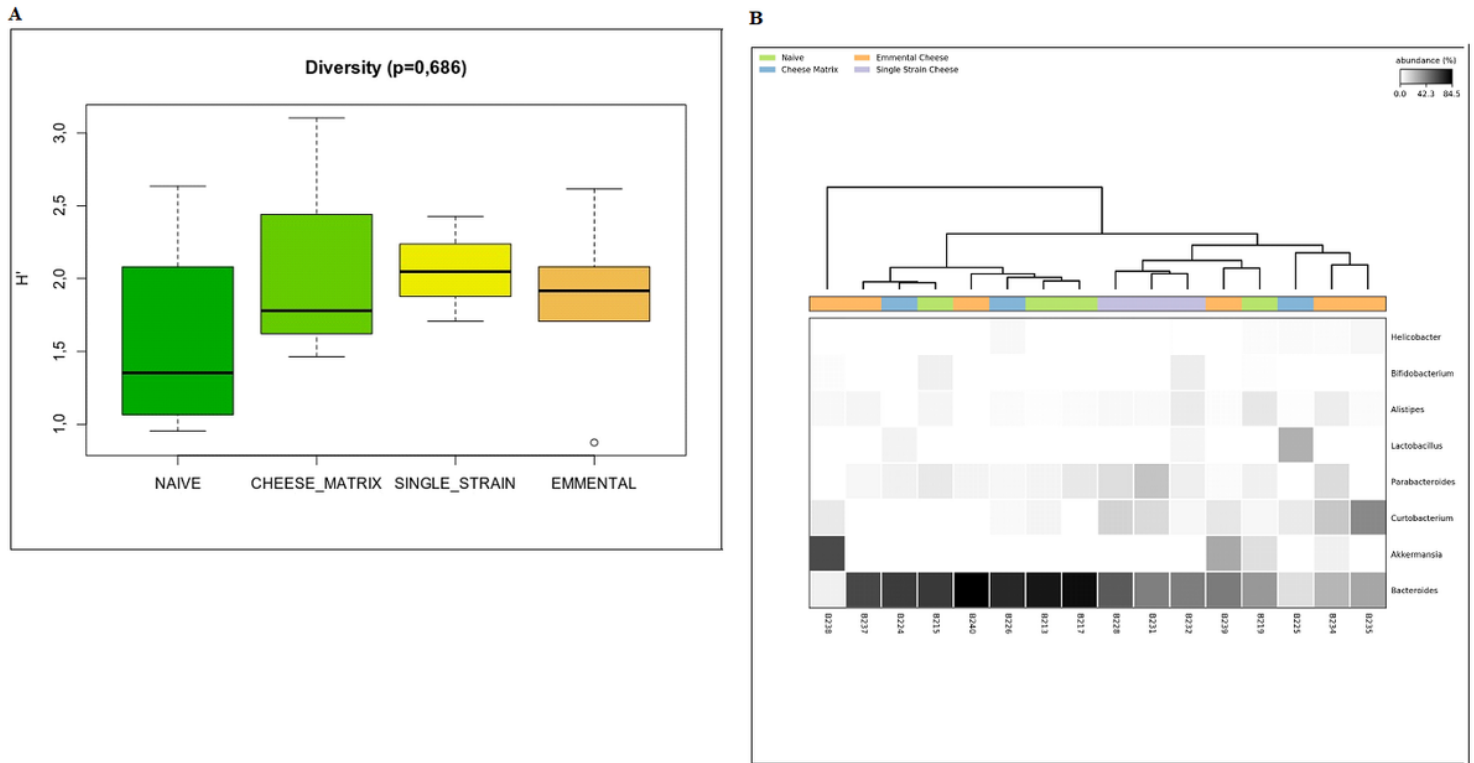 A
Diversity (p=0,686)
H'
3,0
2,5
2,0
1,5
1,0
NAIVE CHEESE_MATRIX SINGLE_STRAIN EMMENTAL
B
Naive Emmental Cheese
Cheese Matrix Single Strain Cheese
abundance (%)
0.0 42.3 84.5
Helicobacter
Bifidobacterium
Alistipes
Lactobacillus
Parabacteroides
Curtobacterium
Akkermansia
Bacteroides
B238 B237 B224 B215 B240 B226 B213 B217 B228 B231 B232 B239 B219 B225 B234 B235